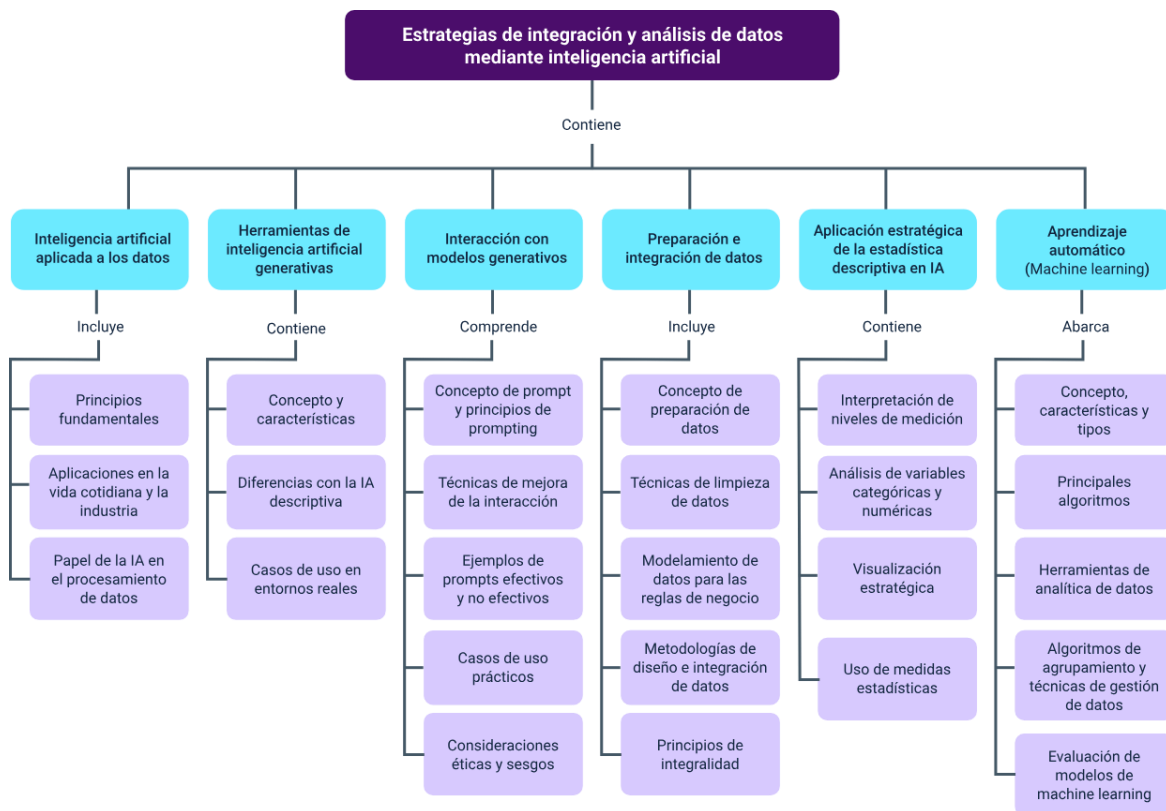 Estrategias de integración y análisis de datos
mediante inteligencia artificial
Contiene
Inteligencia artificial
aplicada a los datos
Incluye
Principios
fundamentales
Aplicaciones en la
vida cotidiana y la
industria
Papel de la IA en
el procesamiento
de datos
Herramientas de
inteligencia artificial
generativas
Contiene
Concepto y
características
Diferencias con la IA
descriptiva
Casos de uso en
entornos reales
Interacción con
modelos generativos
Comprende
Concepto de prompt
y principios de
prompting
Técnicas de mejora
de la interacción
Ejemplos de
prompts efectivos
y no efectivos
Casos de uso
prácticos
Consideraciones
éticas y sesgos
Preparación e
integración de datos
Incluye
Concepto de
preparación de
datos
Técnicas de limpieza
de datos
Modelamiento de
datos para las
reglas de negocio
Metodologías de
diseño e integración
de datos
Principios de
integralidad
Aplicación estratégica
de la estadística
descriptiva en IA
Contiene
Interpretación de
niveles de medición
Análisis de variables
categóricas y
numéricas
Visualización
estratégica
Uso de medidas
estadísticas
Aprendizaje
automático
(Machine learning)
Abarca
Concepto,
características y
tipos
Principales
algoritmos
Herramientas de
analítica de datos
Algoritmos de
agrupamiento y
técnicas de gestión
de datos
Evaluación de
modelos de
machine learning